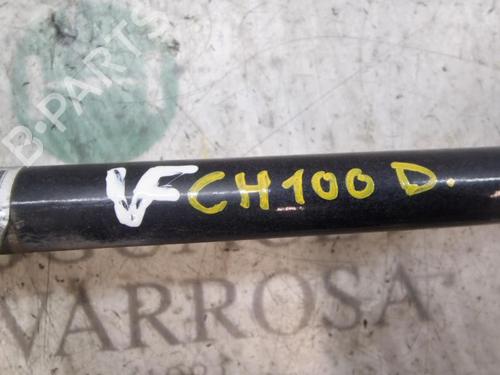 B-PARTS
VF CH100 D.
VARROSA